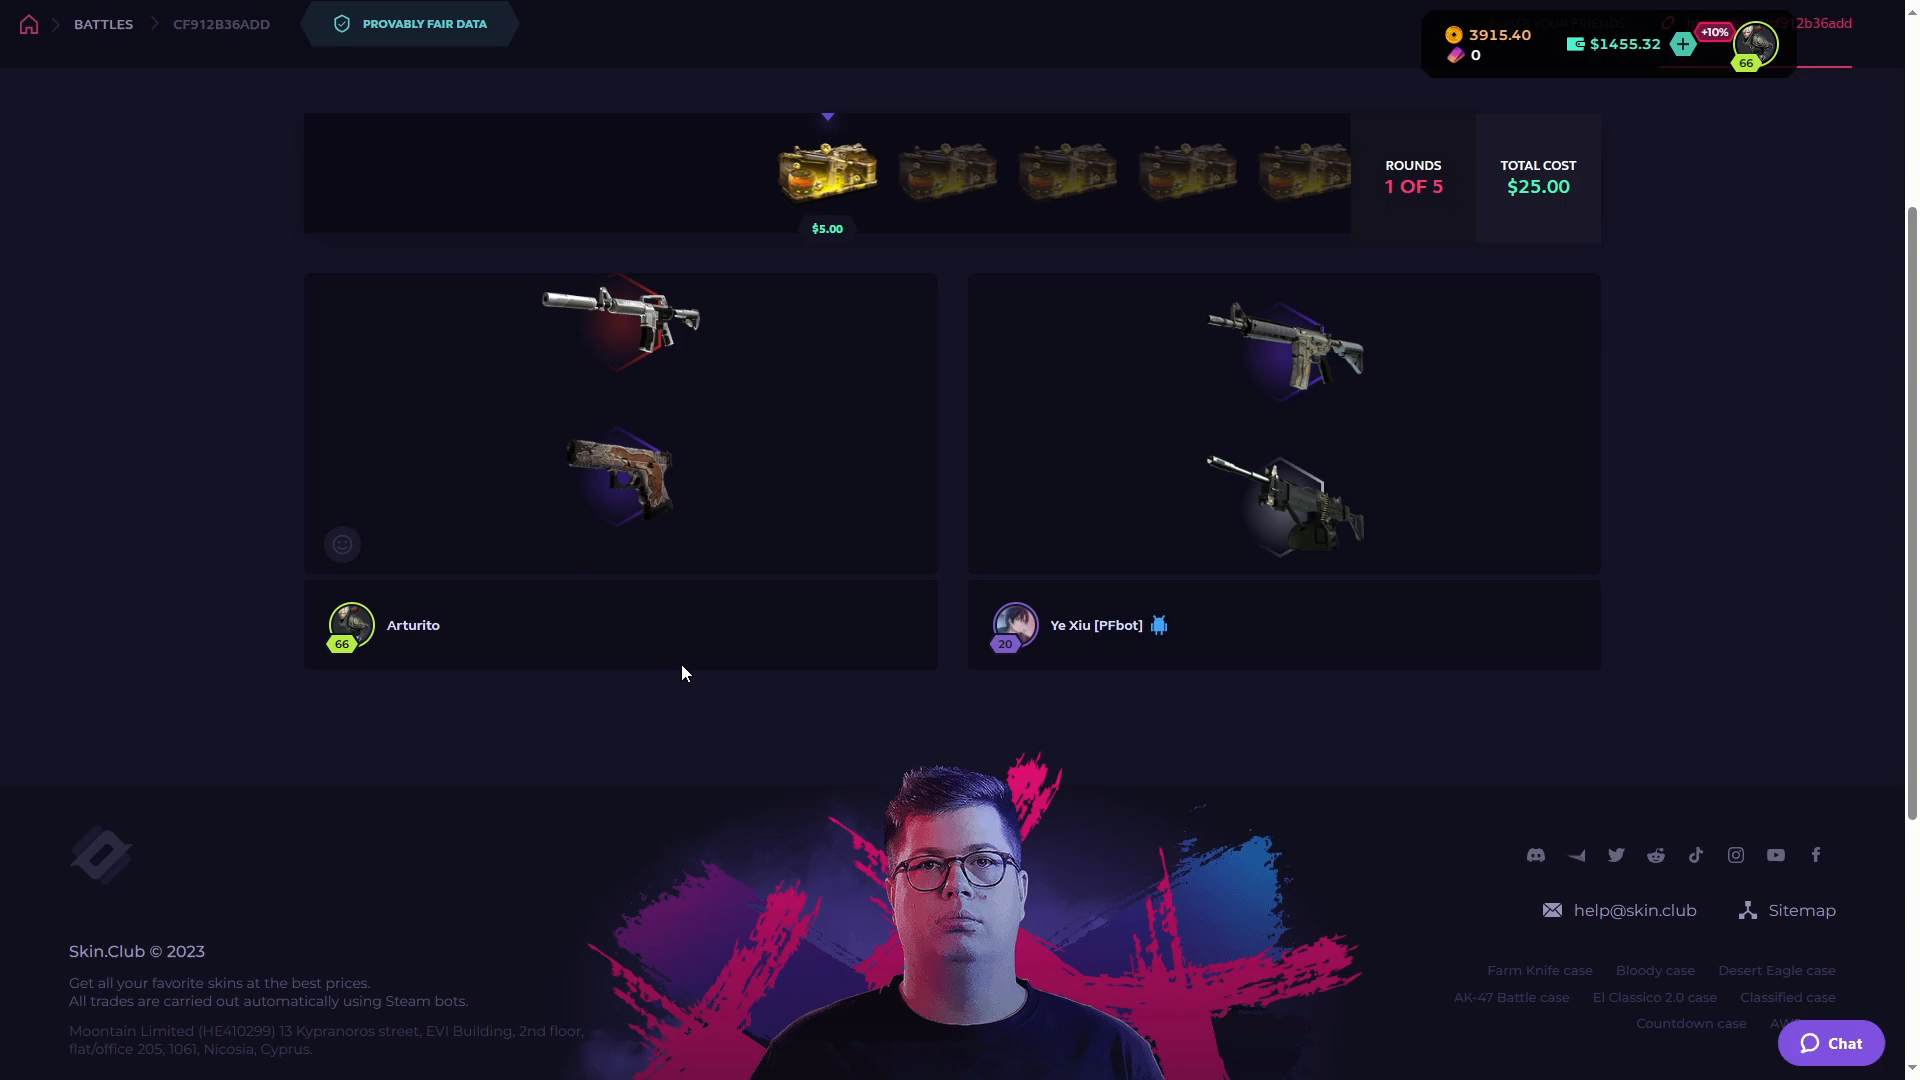 BATTLES
CF912B36ADD
PROVABLY FAIR DATA
f912b36add
3915.40
0
$1455.32
+10%
66
ROUNDS
1 OF 5
TOTAL COST
$25.00
$5.00
66
Arturito
20
Ye Xiu [PFbot]
help@skin.club
Sitemap
Skin.Club © 2023
Get all your favorite skins at the best prices.
All trades are carried out automatically using Steam bots.
Moontain Limited (HE410299) 13 Kypranoros street, EVI Building, 2nd floor,
flat/office 205, 1061, Nicosia, Cyprus.
Farm Knife case
Bloody case
Desert Eagle case
AK-47 Battle case
El Classico 2.0 case
Classified case
Countdown case
Chat